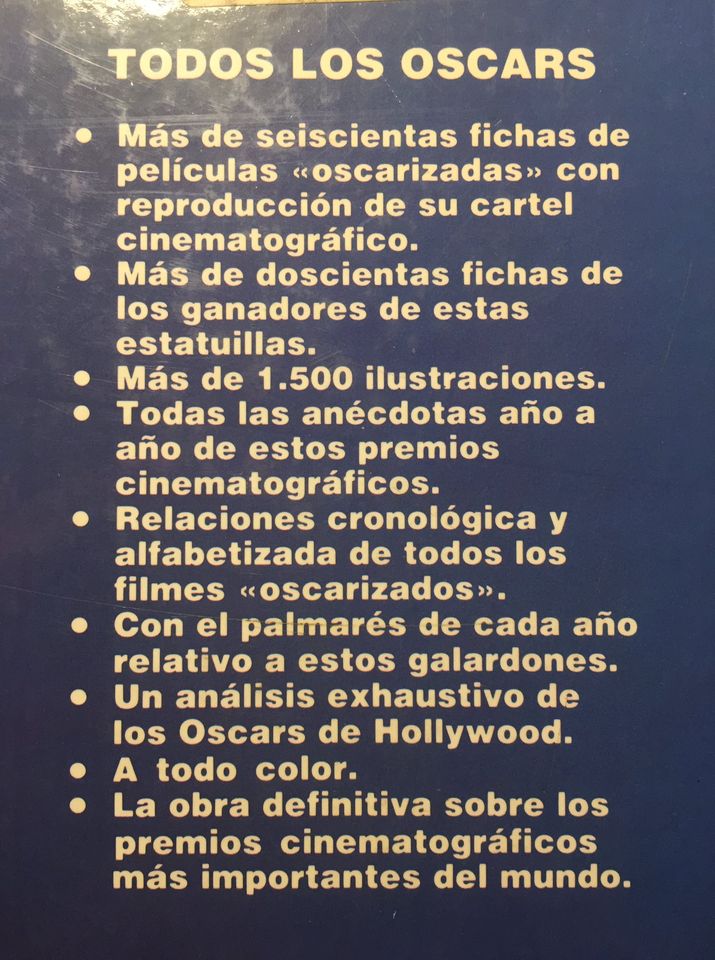 TODOS LOS OSCARS
• Más de seiscientas fichas de
películas «oscarizadas» con
reproducción de su cartel
cinematográfico.
• Más de doscientas fichas de
los ganadores de estas
estatuillas.
• Más de 1.500 ilustraciones.
• Todas las anécdotas año a
año de estos premios
cinematográficos.
• Relaciones cronológica y
alfabetizada de todos los
filmes «oscarizados».
• Con el palmarés de cada año
relativo a estos galardones.
• Un análisis exhaustivo de
los Oscars de Hollywood.
• A todo color.
• La obra definitiva sobre los
premios cinematográficos
más importantes del mundo.